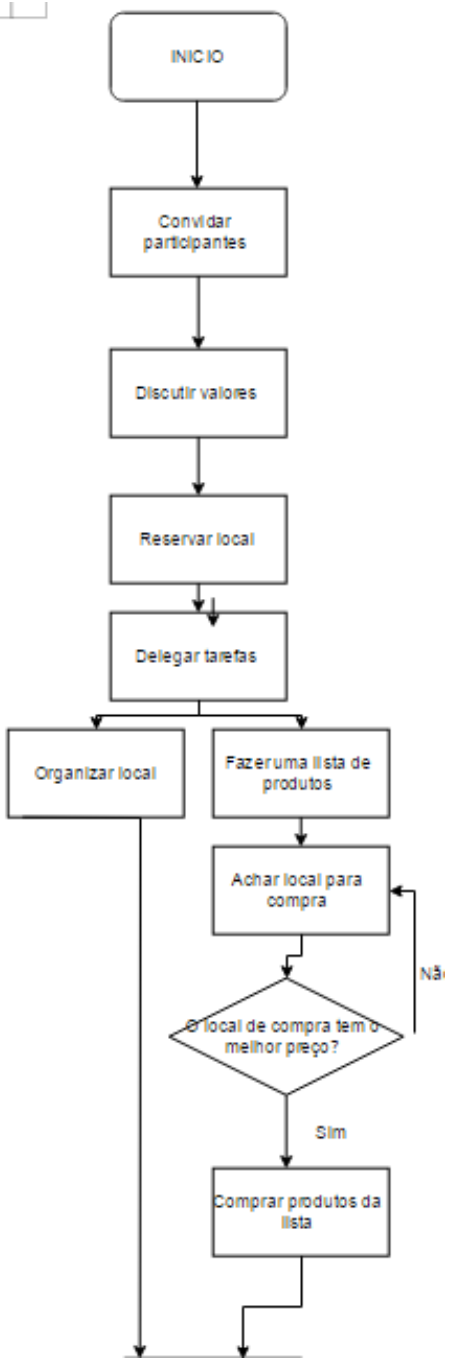 INICIO
Convidar
participantes
Discutir valores
Reservar local
Delegar tarefas
Organizar local
Fazer uma lista de
produtos
Achar local para
compra
Nã
O local de compra tem o
melhor preço?
Sim
Comprar produtos da
lista